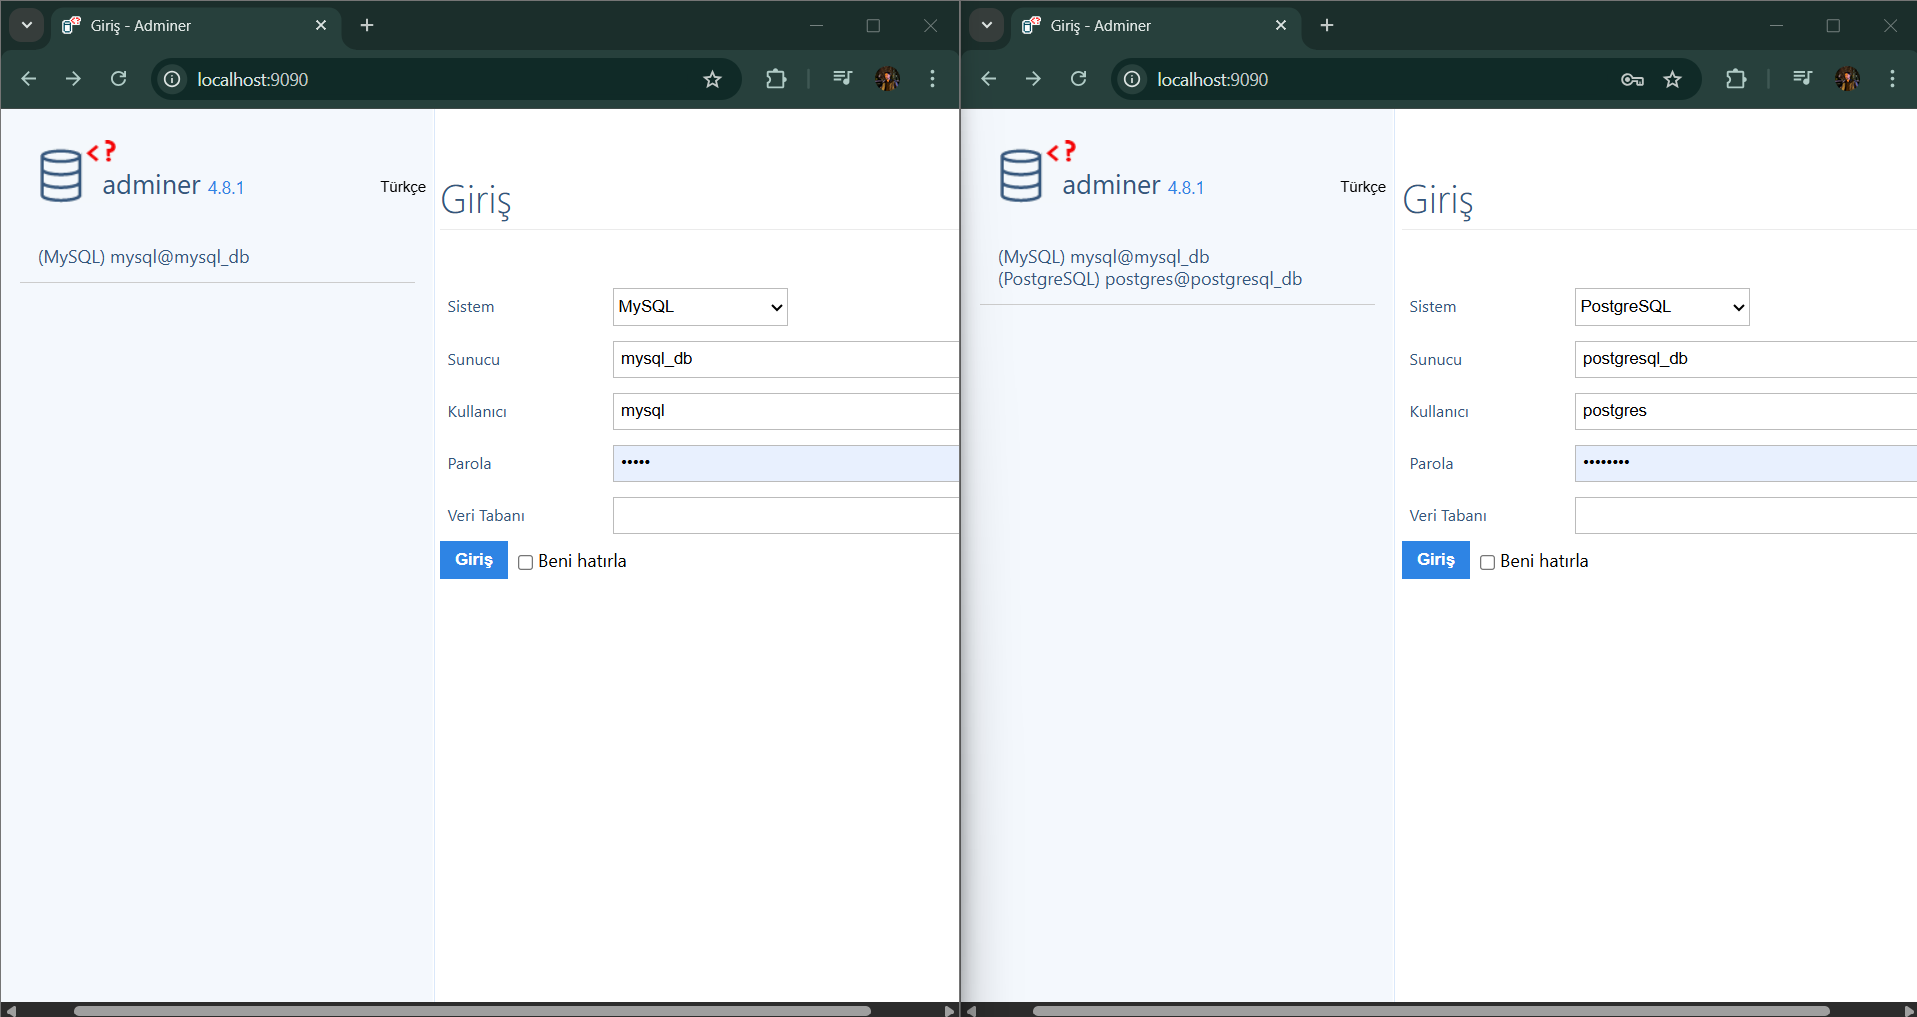 Giriş - Adminer
localhost:9090
<?
adminer 4.8.1
Türkçe
(MySQL) mysql@mysql_db
Giriş
Sistem
MySQL
Sunucu
mysql_db
Kullanıcı
mysql
Parola
•••••
Veri Tabanı
Giriş
Beni hatırla
Giriş - Adminer
localhost:9090
<?
adminer 4.8.1
Türkçe
(MySQL) mysql@mysql_db
(PostgreSQL) postgres@postgresql_db
Giriş
Sistem
PostgreSQL
Sunucu
postgresql_db
Kullanıcı
postgres
Parola
••••••••
Veri Tabanı
Giriş
Beni hatırla